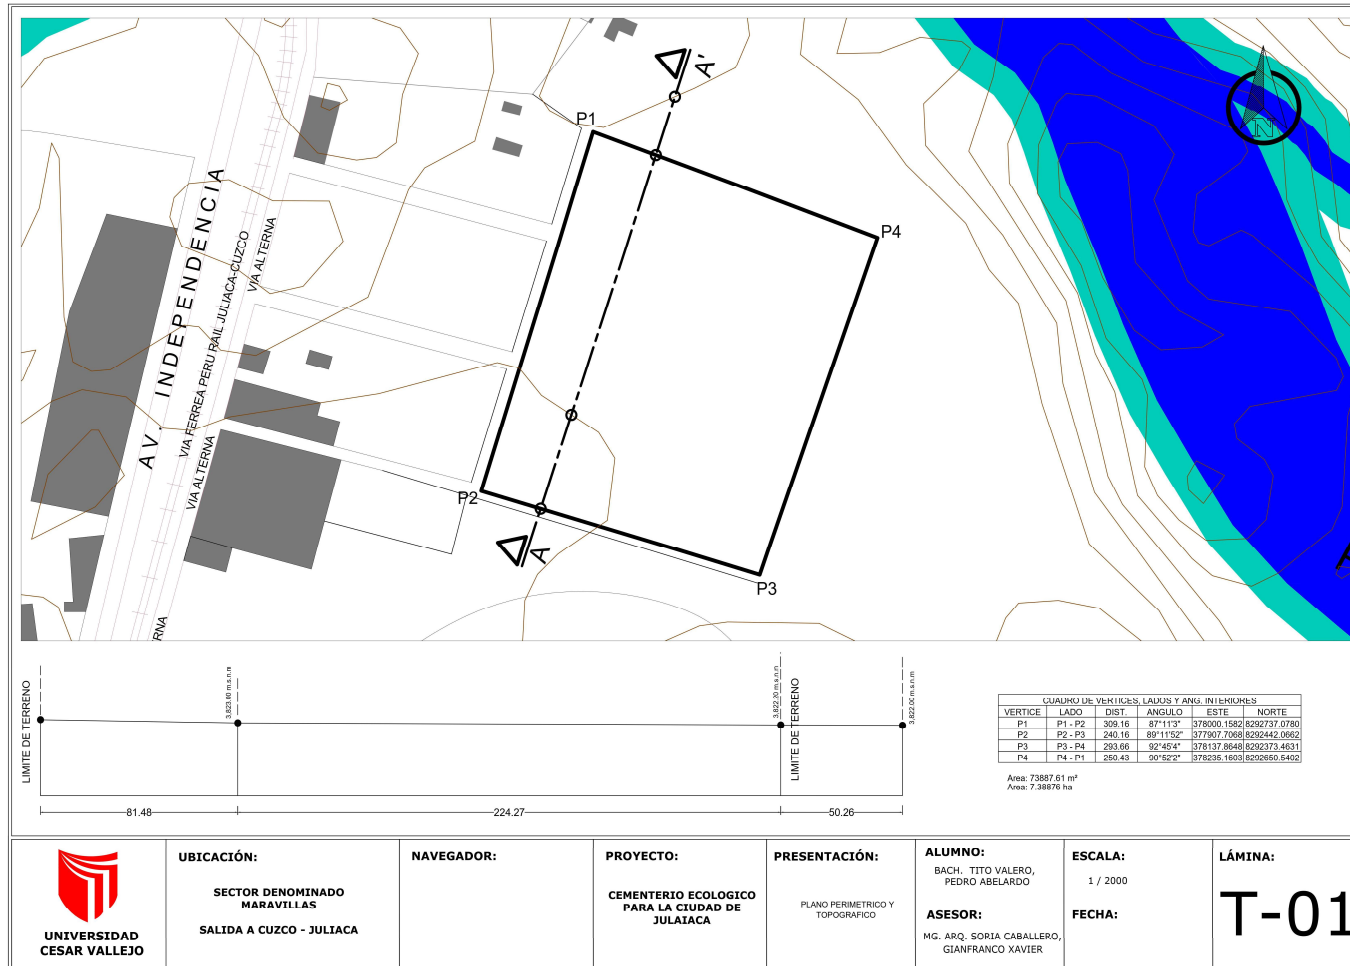 P1
A'
P4
P2
A
P3
N
AV. INDEPENDENCIA
VIA FERREA PERU RAIL JULIACA-CUZCO
VIA ALTERNA
VIA ALTERNA
RNA
LIMITE DE TERRENO
3,823.80 m.s.n.m
3,822.20 m.s.n.m
LIMITE DE TERRENO
3,822.00 m.s.n.m
81.48
224.27
50.26
CUADRO DE VERTICES, LADOS Y ANG. INTERIORES
VERTICE LADO DIST. ANGULO ESTE NORTE
P1 P1 - P2 309.16 87°11'3" 378000.1582 8292737.0780
P2 P2 - P3 240.16 89°11'52" 377907.7068 8292442.0662
P3 P3 - P4 293.66 92°45'4" 378137.8648 8292373.4631
P4 P4 - P1 250.43 90°52'2" 378235.1603 8292650.5402
Area: 73887.61 m²
Area: 7.38876 ha
UNIVERSIDAD
CESAR VALLEJO
UBICACIÓN:
SECTOR DENOMINADO
MARAVILLAS
SALIDA A CUZCO - JULIACA
NAVEGADOR:
PROYECTO:
CEMENTERIO ECOLOGICO
PARA LA CIUDAD DE
JULAIACA
PRESENTACIÓN:
PLANO PERIMETRICO Y
TOPOGRAFICO
ALUMNO:
BACH. TITO VALERO,
PEDRO ABELARDO
ASESOR:
MG. ARQ. SORIA CABALLERO,
GIANFRANCO XAVIER
ESCALA:
1 / 2000
FECHA:
LÁMINA:
T-01